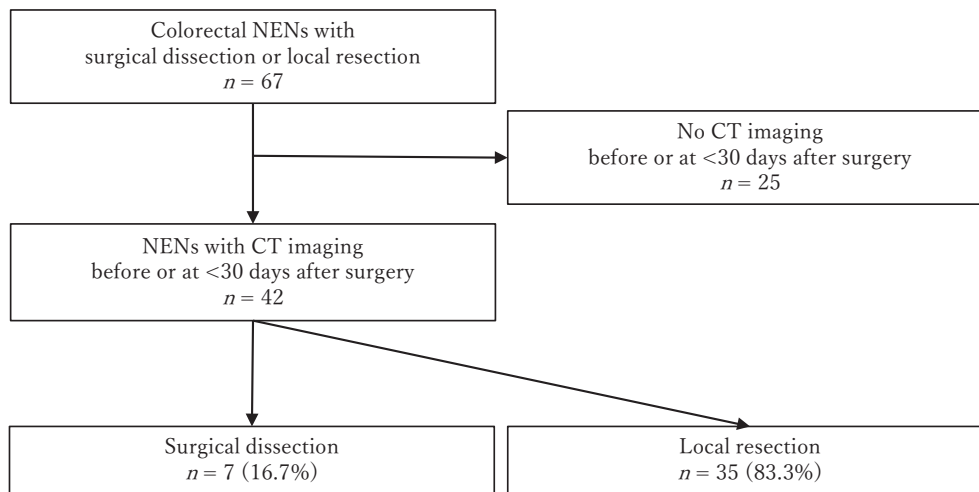 Colorectal NENs with
surgical dissection or local resection
n = 67
No CT imaging
before or at <30 days after surgery
n = 25
NENs with CT imaging
before or at <30 days after surgery
n = 42
Surgical dissection
n = 7 (16.7%)
Local resection
n = 35 (83.3%)